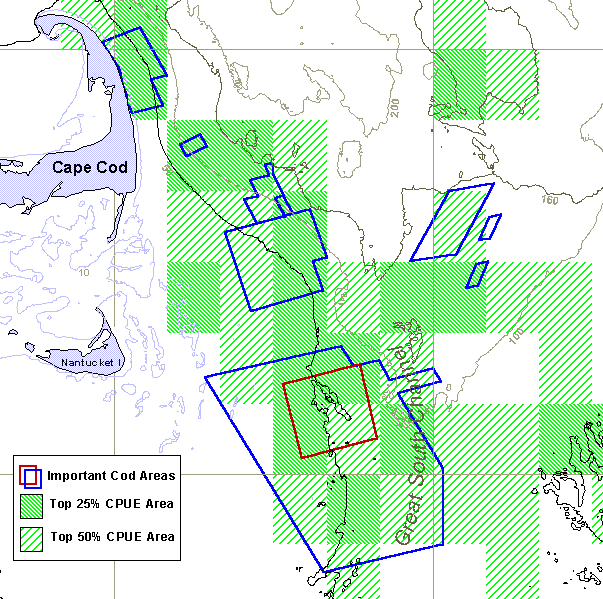 200
Cape Cod
160
10
100
Nantucket I
Great South Channel
Important Cod Areas
Top 25% CPUE Area
Top 50% CPUE Area